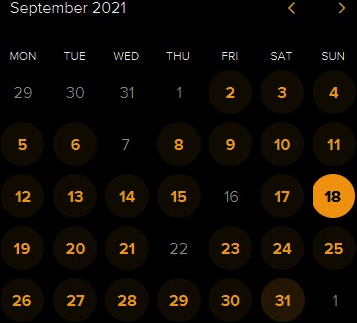 September 2021
MON TUE WED THU FRI SAT SUN
29 30 31 1 2 3 4
5 6 7 8 9 10 11
12 13 14 15 16 17 18
19 20 21 22 23 24 25
26 27 28 29 30 31 1